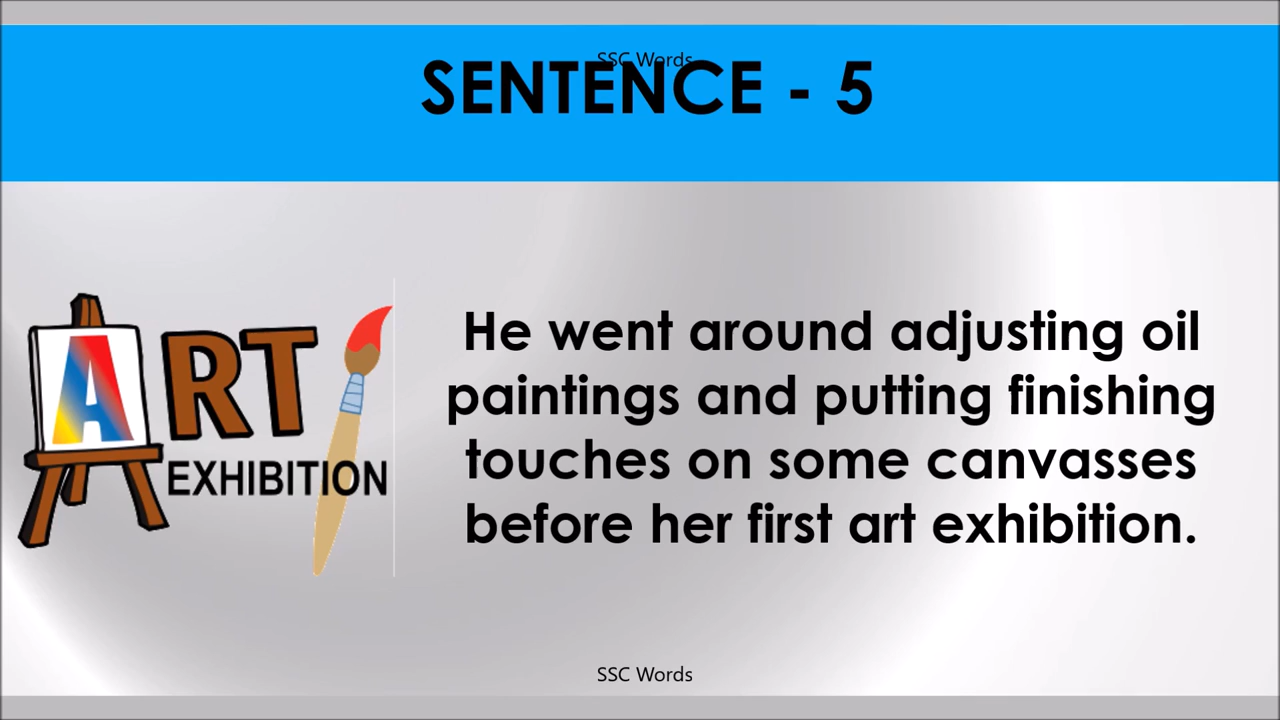 SSC Words
SENTENCE - 5
ART
EXHIBITION
He went around adjusting oil
paintings and putting finishing
touches on some canvasses
before her first art exhibition.
SSC Words